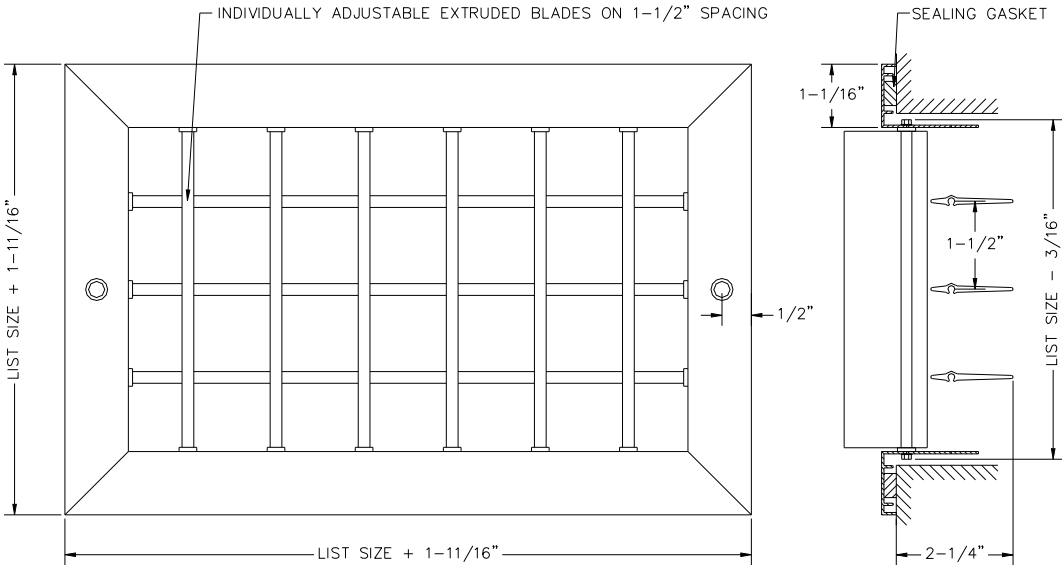 INDIVIDUALLY ADJUSTABLE EXTRUDED BLADES ON 1-1/2" SPACING
SEALING GASKET
1-1/16"
LIST SIZE + 1-11/16"
1-1/2"
LIST SIZE - 3/16"
1/2"
LIST SIZE + 1-11/16"
2-1/4"